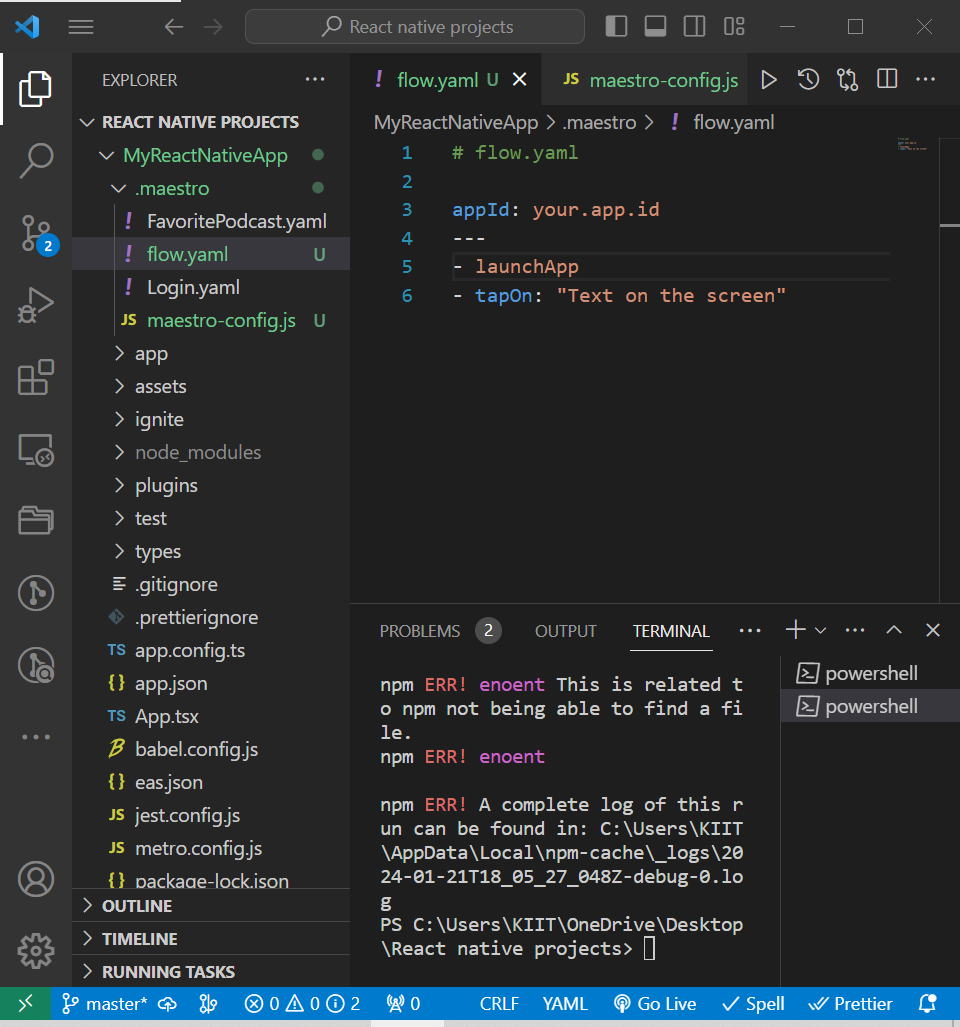 React native projects
EXPLORER
REACT NATIVE PROJECTS
MyReactNativeApp
.maestro
! FavoritePodcast.yaml
! flow.yaml U
! Login.yaml
JS maestro-config.js U
app
assets
ignite
node_modules
plugins
test
types
.gitignore
.prettierignore
TS app.config.ts
{} app.json
TS App.tsx
babel.config.js
{} eas.json
JS jest.config.js
JS metro.config.js
{} package-lock.json
OUTLINE
TIMELINE
RUNNING TASKS
2
! flow.yaml U
JS maestro-config.js
MyReactNativeApp > .maestro > ! flow.yaml
1 # flow.yaml
2
3 appId: your.app.id
4 ---
5 - launchApp
6 - tapOn: "Text on the screen"
PROBLEMS 2 OUTPUT TERMINAL
npm ERR! enoent This is related t
o npm not being able to find a fi
le.
npm ERR! enoent
npm ERR! A complete log of this r
un can be found in: C:\Users\KIIT
\AppData\Local\npm-cache\_logs\20
24-01-21T18_05_27_048Z-debug-0.lo
g
PS C:\Users\KIIT\OneDrive\Desktop
\React native projects>
powershell
powershell
master* 0 0 2 0 CRLF YAML Go Live Spell Prettier